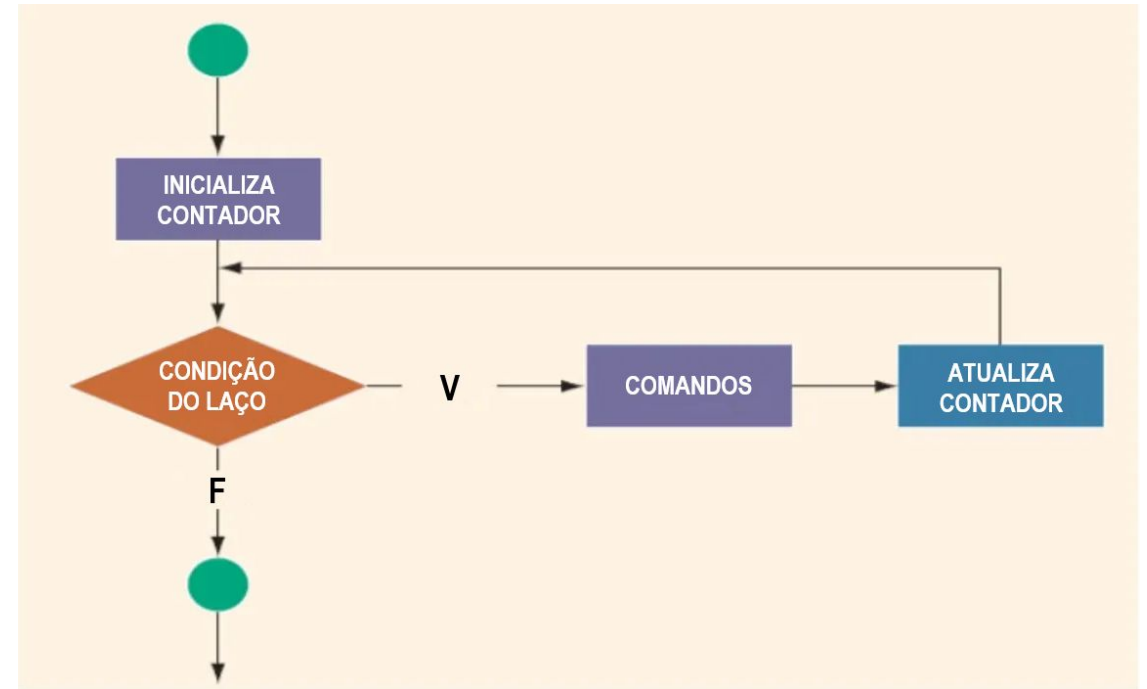 INICIALIZA
CONTADOR
CONDIÇÃO
DO LAÇO
V
COMANDOS
ATUALIZA
CONTADOR
F